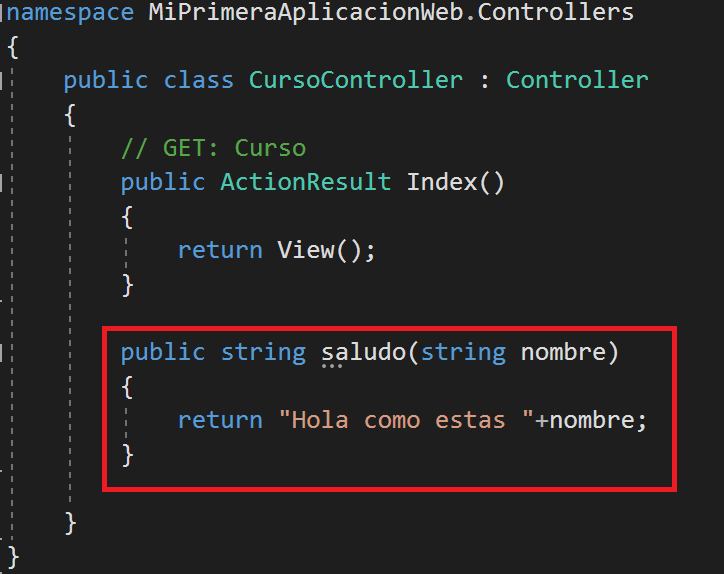 namespace MiPrimeraAplicacionWeb.Controllers
{
public class CursoController : Controller
{
// GET: Curso
public ActionResult Index()
{
return View();
}
public string saludo(string nombre)
{
return "Hola como estas "+nombre;
}
}
}